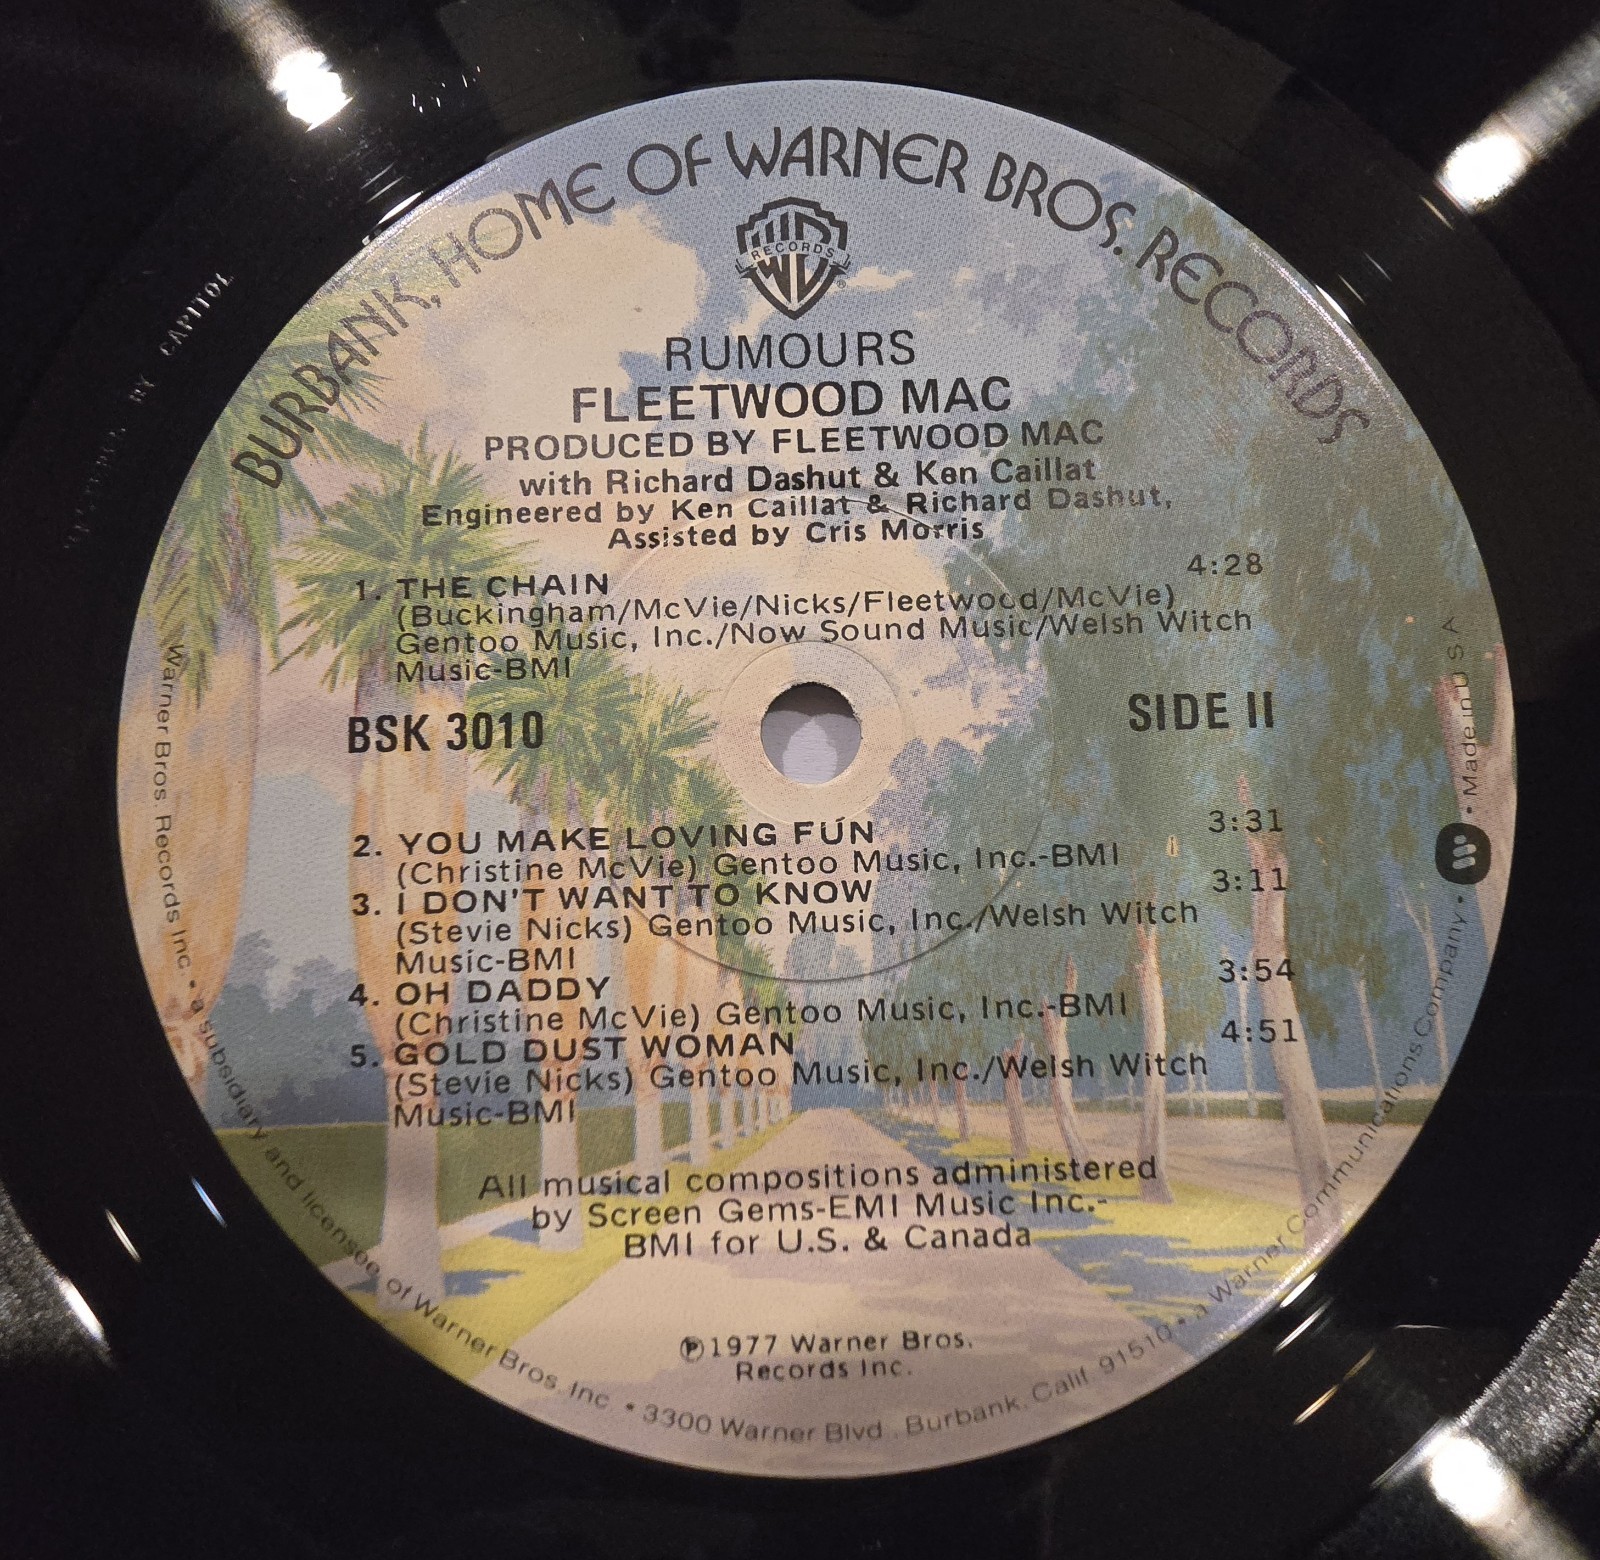 BURBANK, HOME OF WARNER BROS. RECORDS
WB
RECORDS
®
RUMOURS
FLEETWOOD MAC
PRODUCED BY FLEETWOOD MAC
with Richard Dashut & Ken Caillat
Engineered by Ken Caillat & Richard Dashut,
Assisted by Cris Morris
1. THE CHAIN 4:28
(Buckingham/McVie/Nicks/Fleetwood/McVie)
Gentoo Music, Inc./Now Sound Music/Welsh Witch
Music-BMI
BSK 3010 SIDE II
2. YOU MAKE LOVING FUN 3:31
(Christine McVie) Gentoo Music, Inc.-BMI
3. I DON'T WANT TO KNOW 3:11
(Stevie Nicks) Gentoo Music, Inc./Welsh Witch
Music-BMI
4. OH DADDY 3:54
(Christine McVie) Gentoo Music, Inc.-BMI
5. GOLD DUST WOMAN 4:51
(Stevie Nicks) Gentoo Music, Inc./Welsh Witch
Music-BMI
All musical compositions administered
by Screen Gems-EMI Music Inc.-
BMI for U.S. & Canada
℗1977 Warner Bros.
Records Inc.
Warner Bros. Records Inc. • a subsidiary and licensee of Warner Bros. Inc. • 3300 Warner Blvd., Burbank, Calif. 91510 • a Warner Communications Company • W • Made in U S A
BY CAPITOL